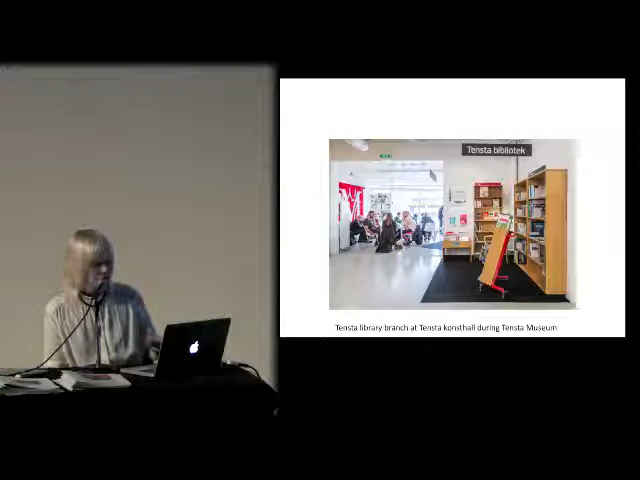 Tensta bibliotek
Tensta library branch at Tensta konsthall during Tensta Museum